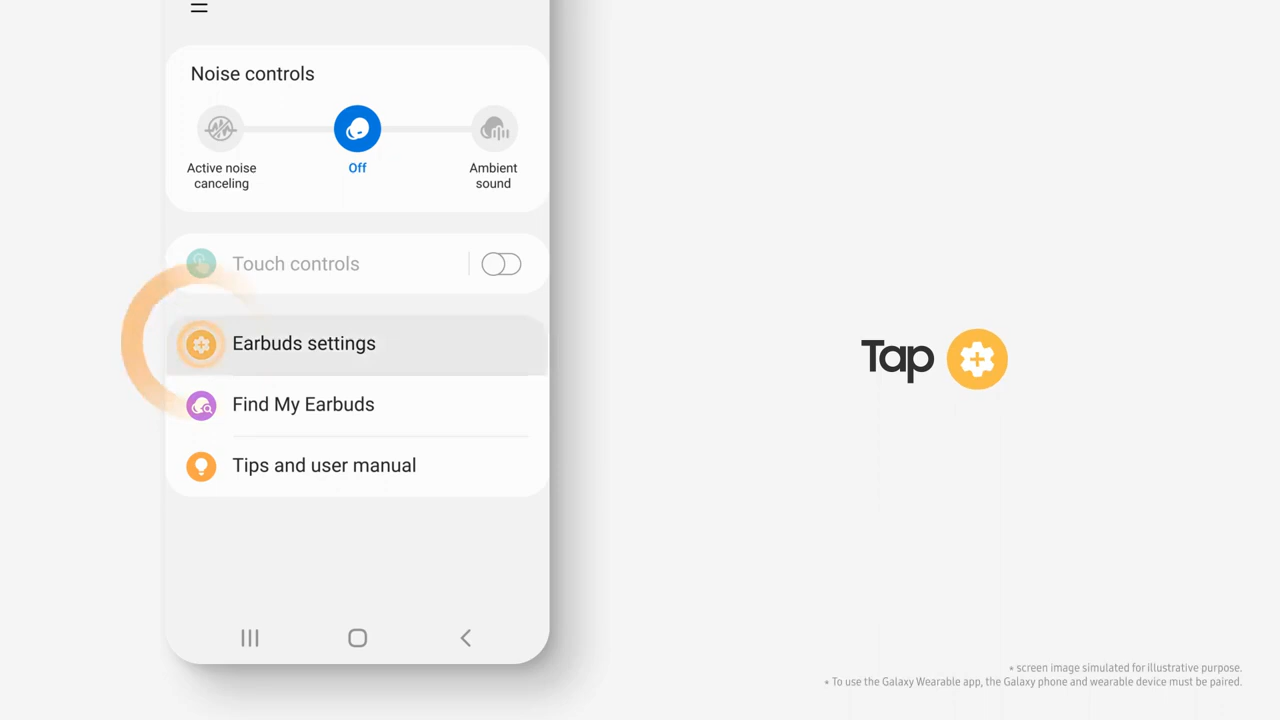 Noise controls
Active noise
canceling
Off
Ambient
sound
Touch controls
Earbuds settings
Find My Earbuds
Tips and user manual
Tap
* screen image simulated for illustrative purpose.
* To use the Galaxy Wearable app, the Galaxy phone and wearable device must be paired.